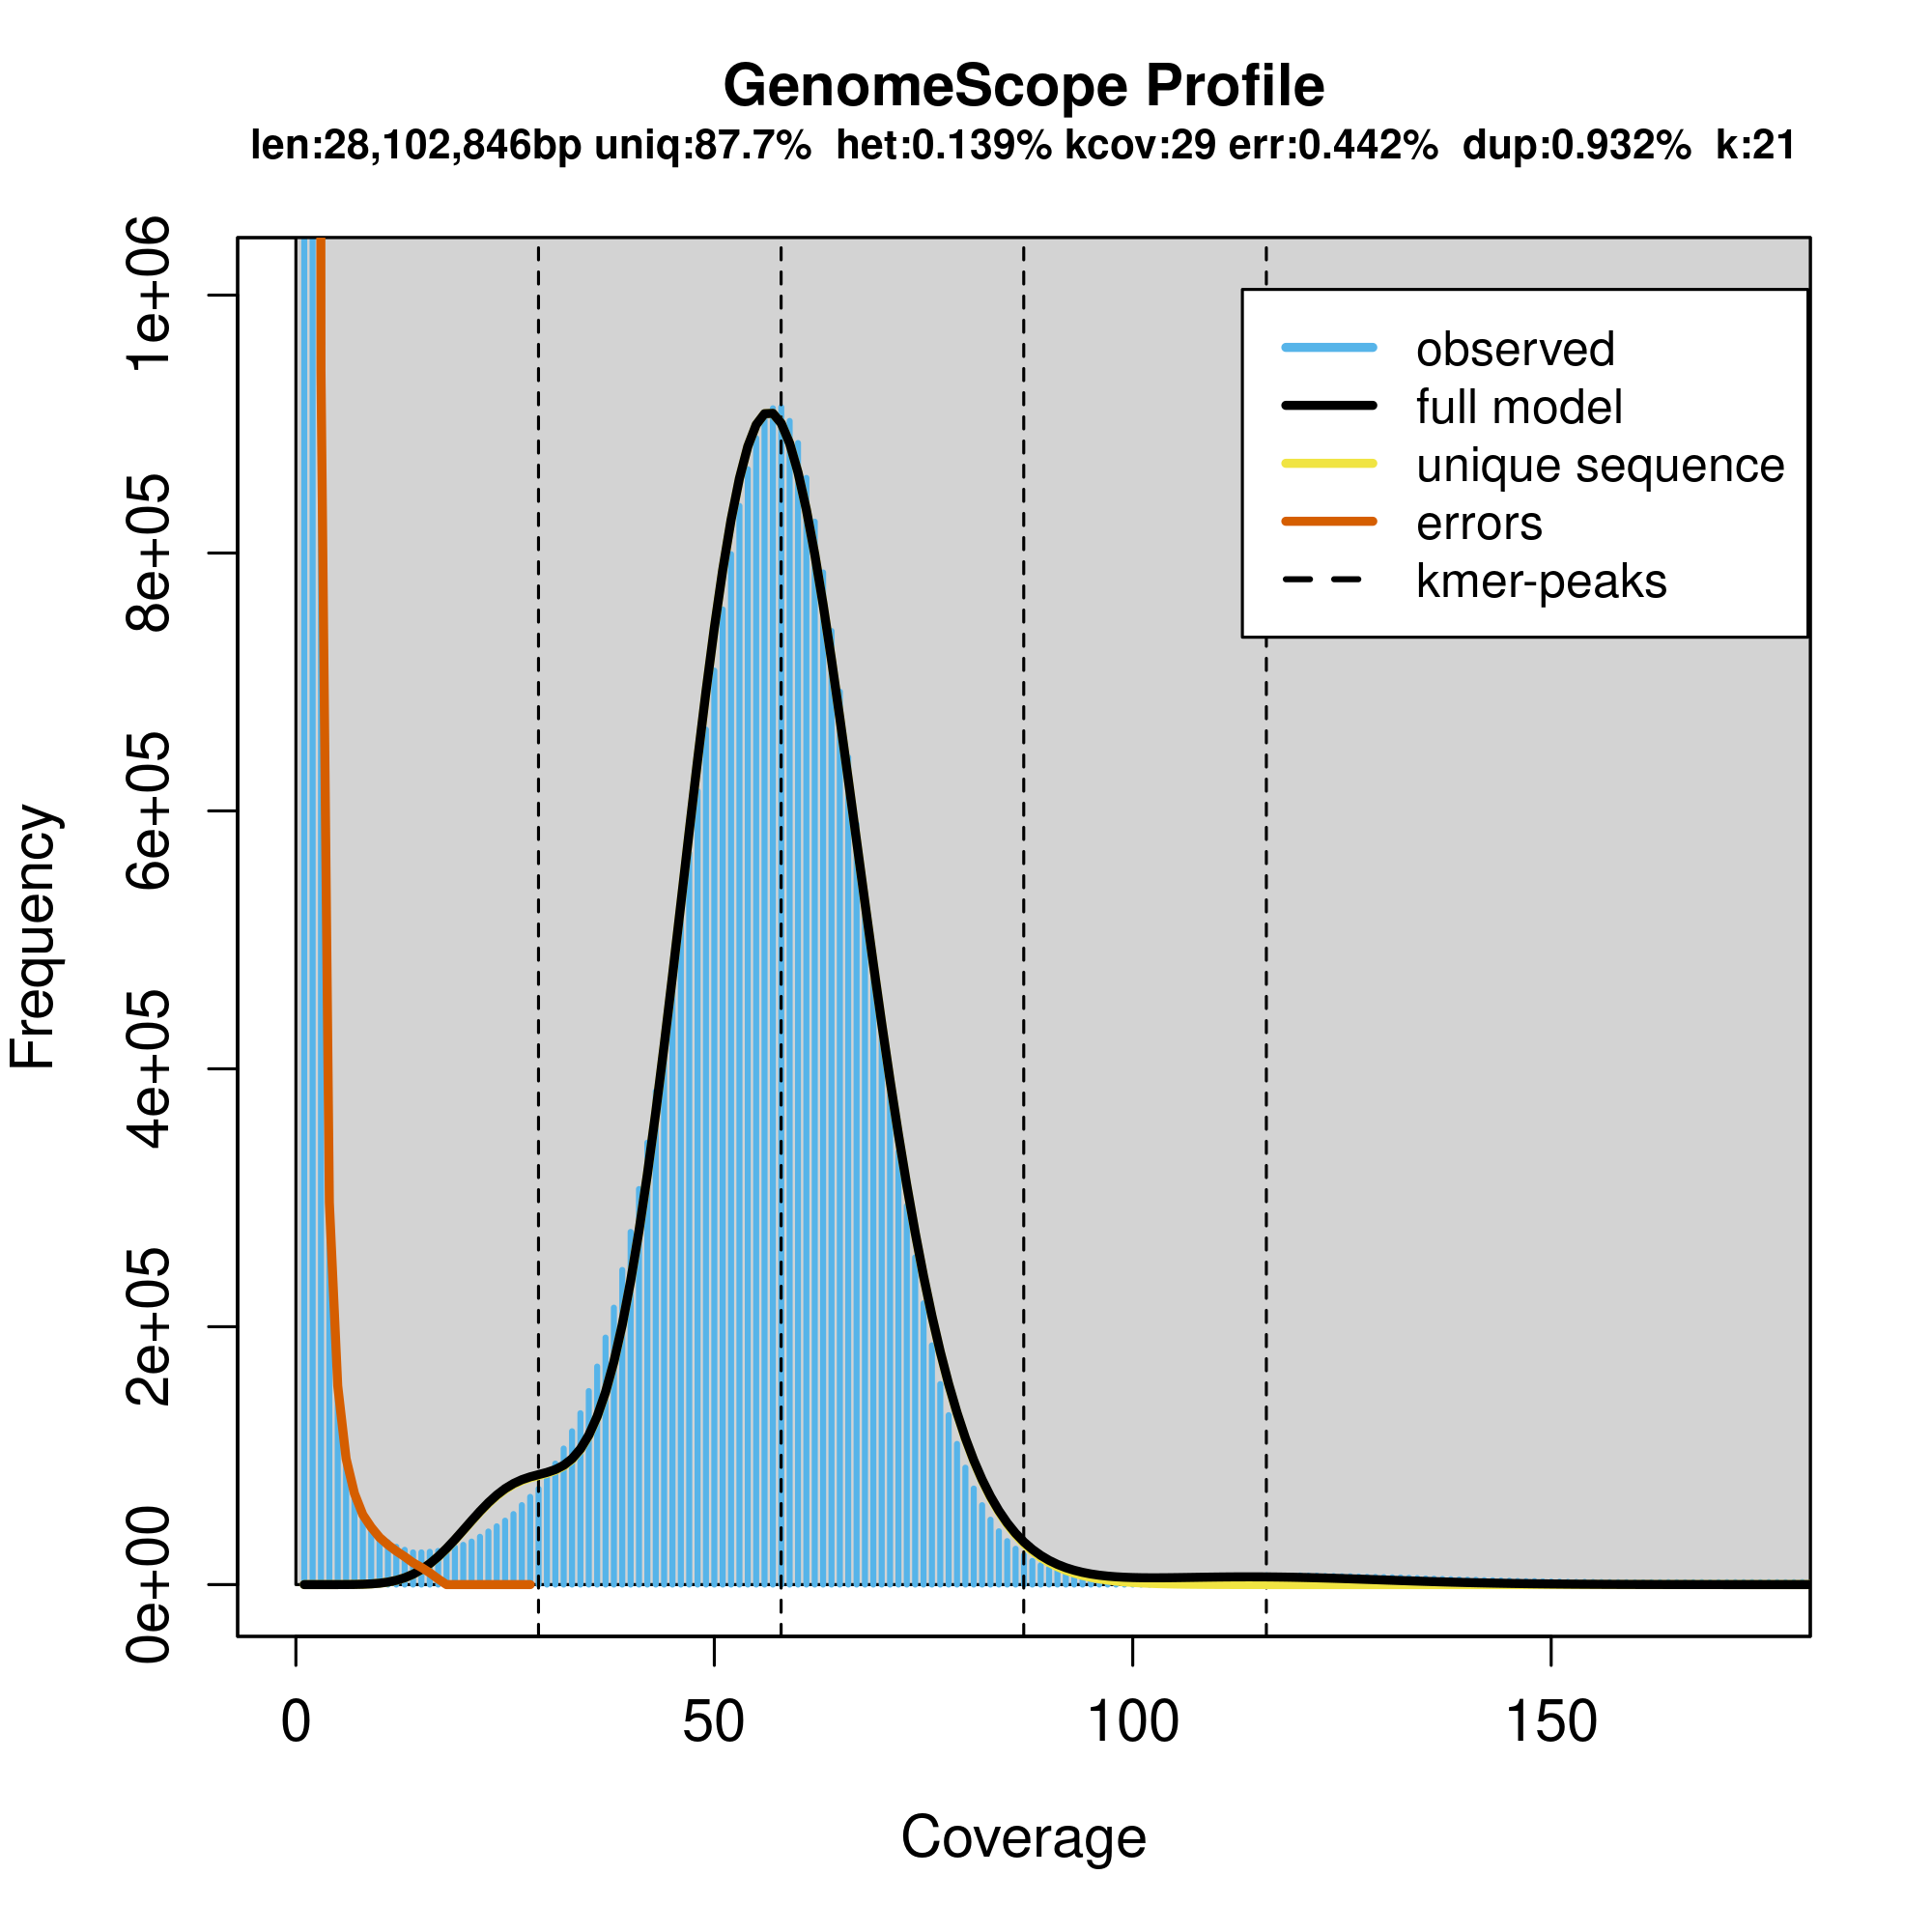 GenomeScope Profile
len:28,102,846bp uniq:87.7% het:0.139% kcov:29 err:0.442% dup:0.932% k:21
observed
full model
unique sequence
errors
kmer-peaks
Frequency
1e+06
8e+05
6e+05
4e+05
2e+05
0e+00
0 50 100 150
Coverage